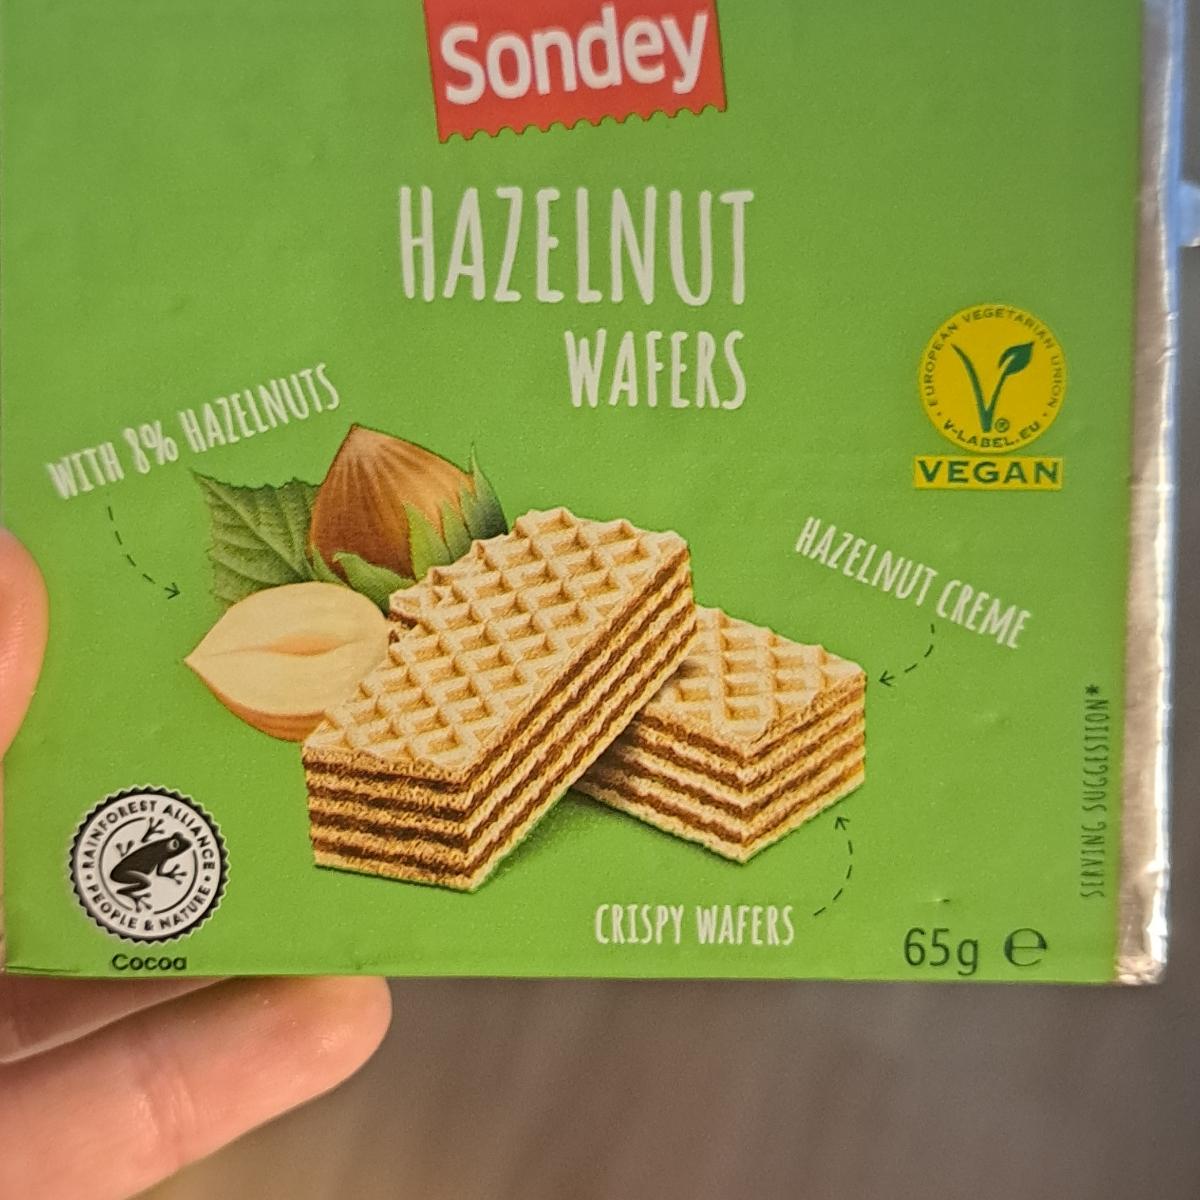 Sondey
HAZELNUT
WAFERS
WITH 8% HAZELNUTS
EUROPEAN VEGETARIAN UNION
V-LABEL.EU
VEGAN
HAZELNUT CREME
SERVING SUGGESTION*
RAINFOREST ALLIANCE
PEOPLE & NATURE
Cocoa
CRISPY WAFERS
65g ℮